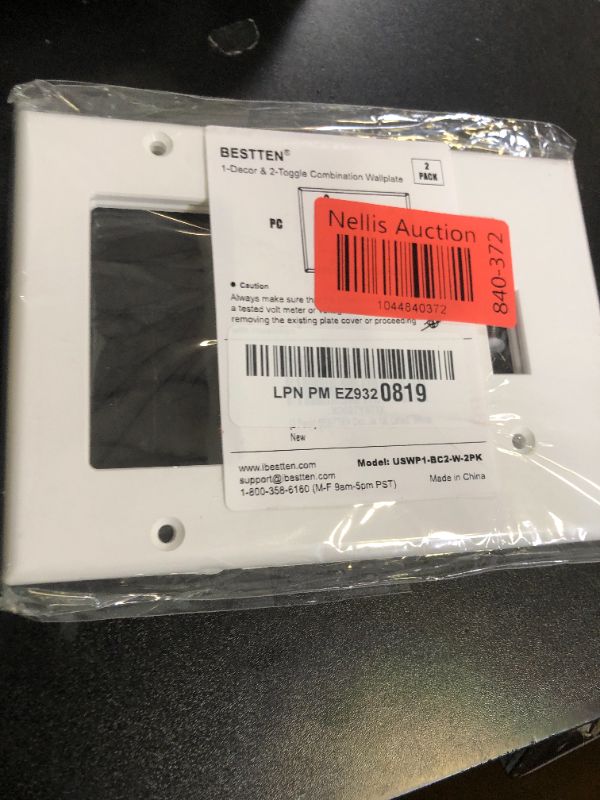 BESTTEN®
1-Decor & 2-Toggle Combination Wallplate
2
PACK
PC
Nellis Auction
1044840372
840-372
Caution
Always make sure
a tested volt meter or
removing the existing plate cover or proceeding
LPN PM EZ932 0819
New
www.ibestten.com
support@ibestten.com
1-800-358-6160 (M-F 9am-5pm PST)
Model: USWP1-BC2-W-2PK
Made in China